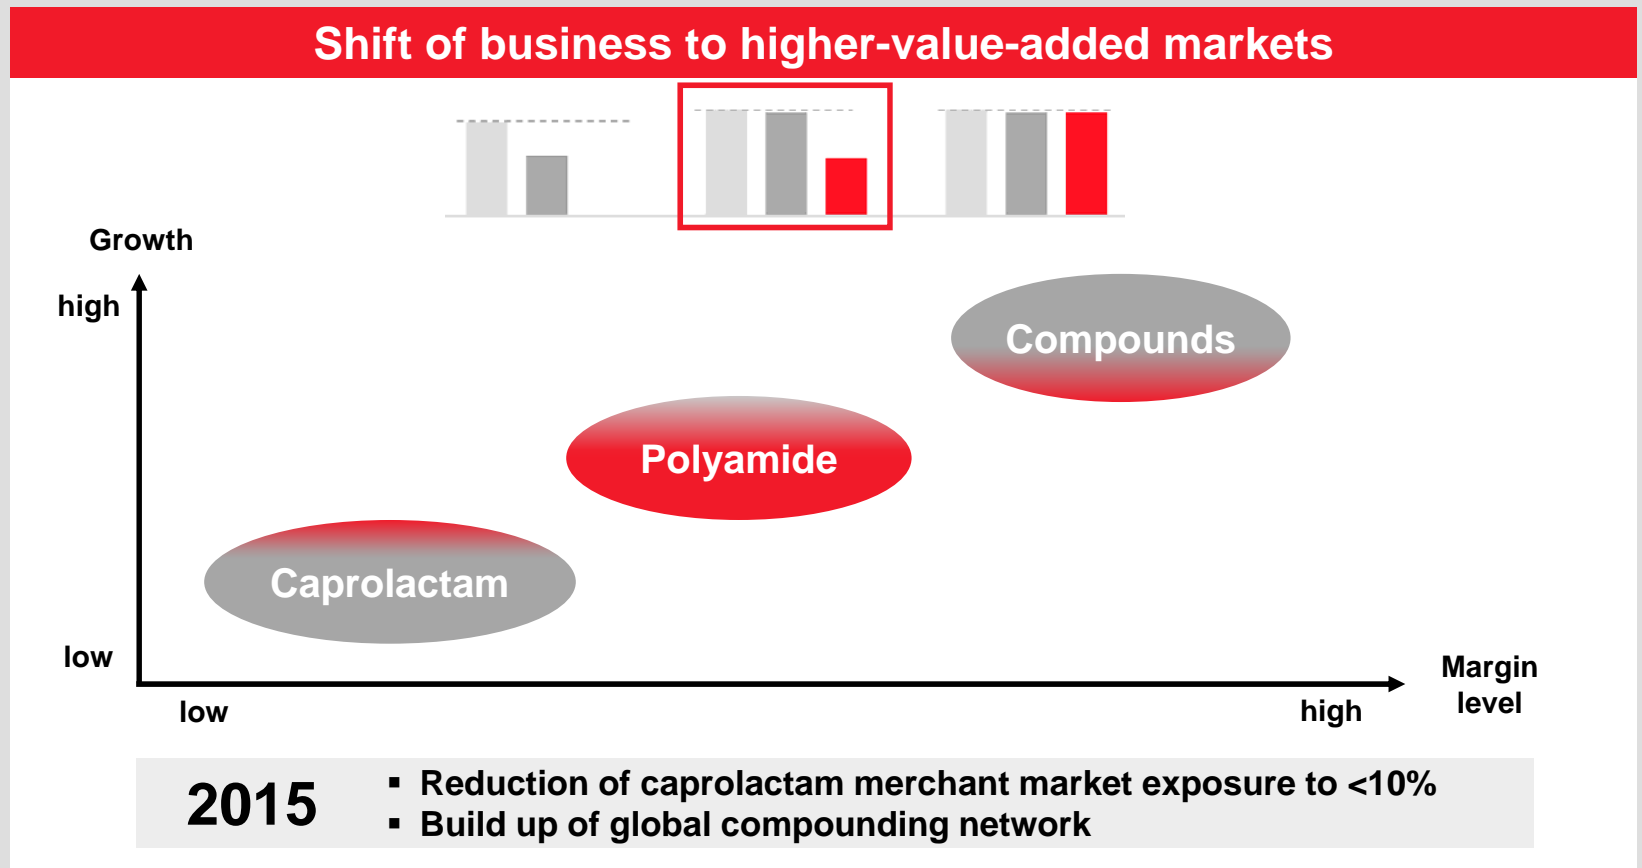 Shift of business to higher-value-added markets
Growth
high
Compounds
Polyamide
Caprolactam
low
Margin
level
low
high
2015
▪ Reduction of caprolactam merchant market exposure to <10%
▪ Build up of global compounding network